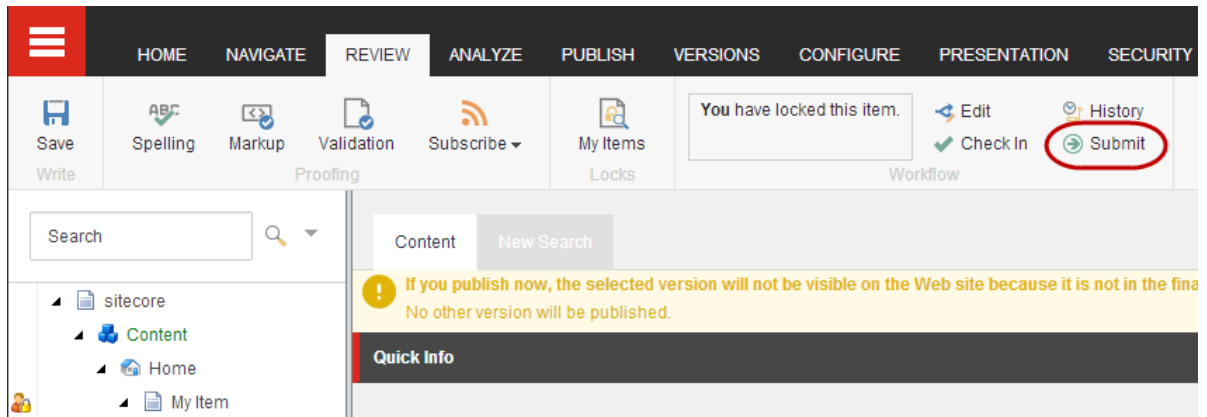 HOME NAVIGATE REVIEW ANALYZE PUBLISH VERSIONS CONFIGURE PRESENTATION SECURITY
ABC
You have locked this item. Edit History
Save Spelling Markup Validation Subscribe My Items Check In Submit
Write Proofing Locks Workflow
Search
Content New Search
If you publish now, the selected version will not be visible on the Web site because it is not in the fina
No other version will be published.
sitecore
Content
Quick Info
Home
My Item